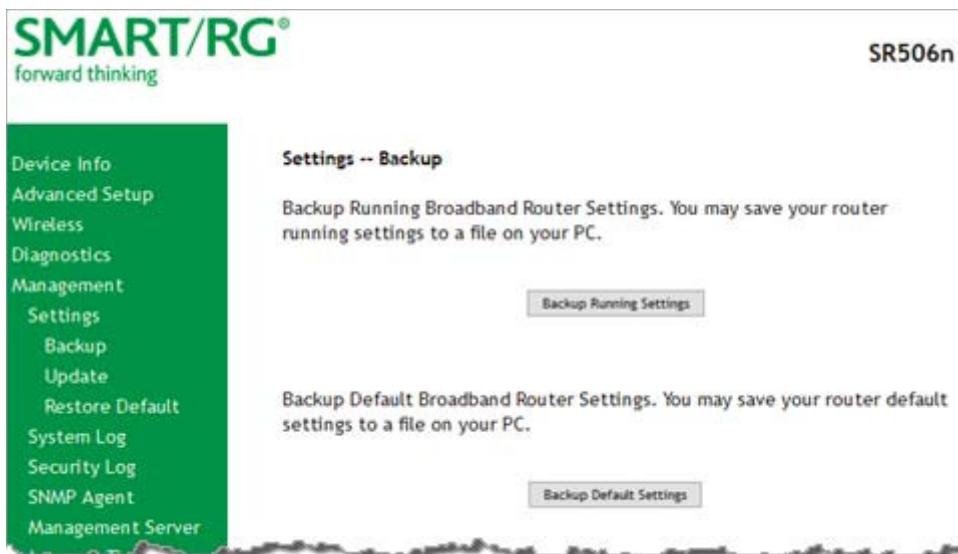 SMART/RG®
forward thinking
SR506n
Device Info
Advanced Setup
Wireless
Diagnostics
Management
Settings
Backup
Update
Restore Default
System Log
Security Log
SNMP Agent
Management Server
Settings -- Backup
Backup Running Broadband Router Settings. You may save your router
running settings to a file on your PC.
Backup Running Settings
Backup Default Broadband Router Settings. You may save your router default
settings to a file on your PC.
Backup Default Settings